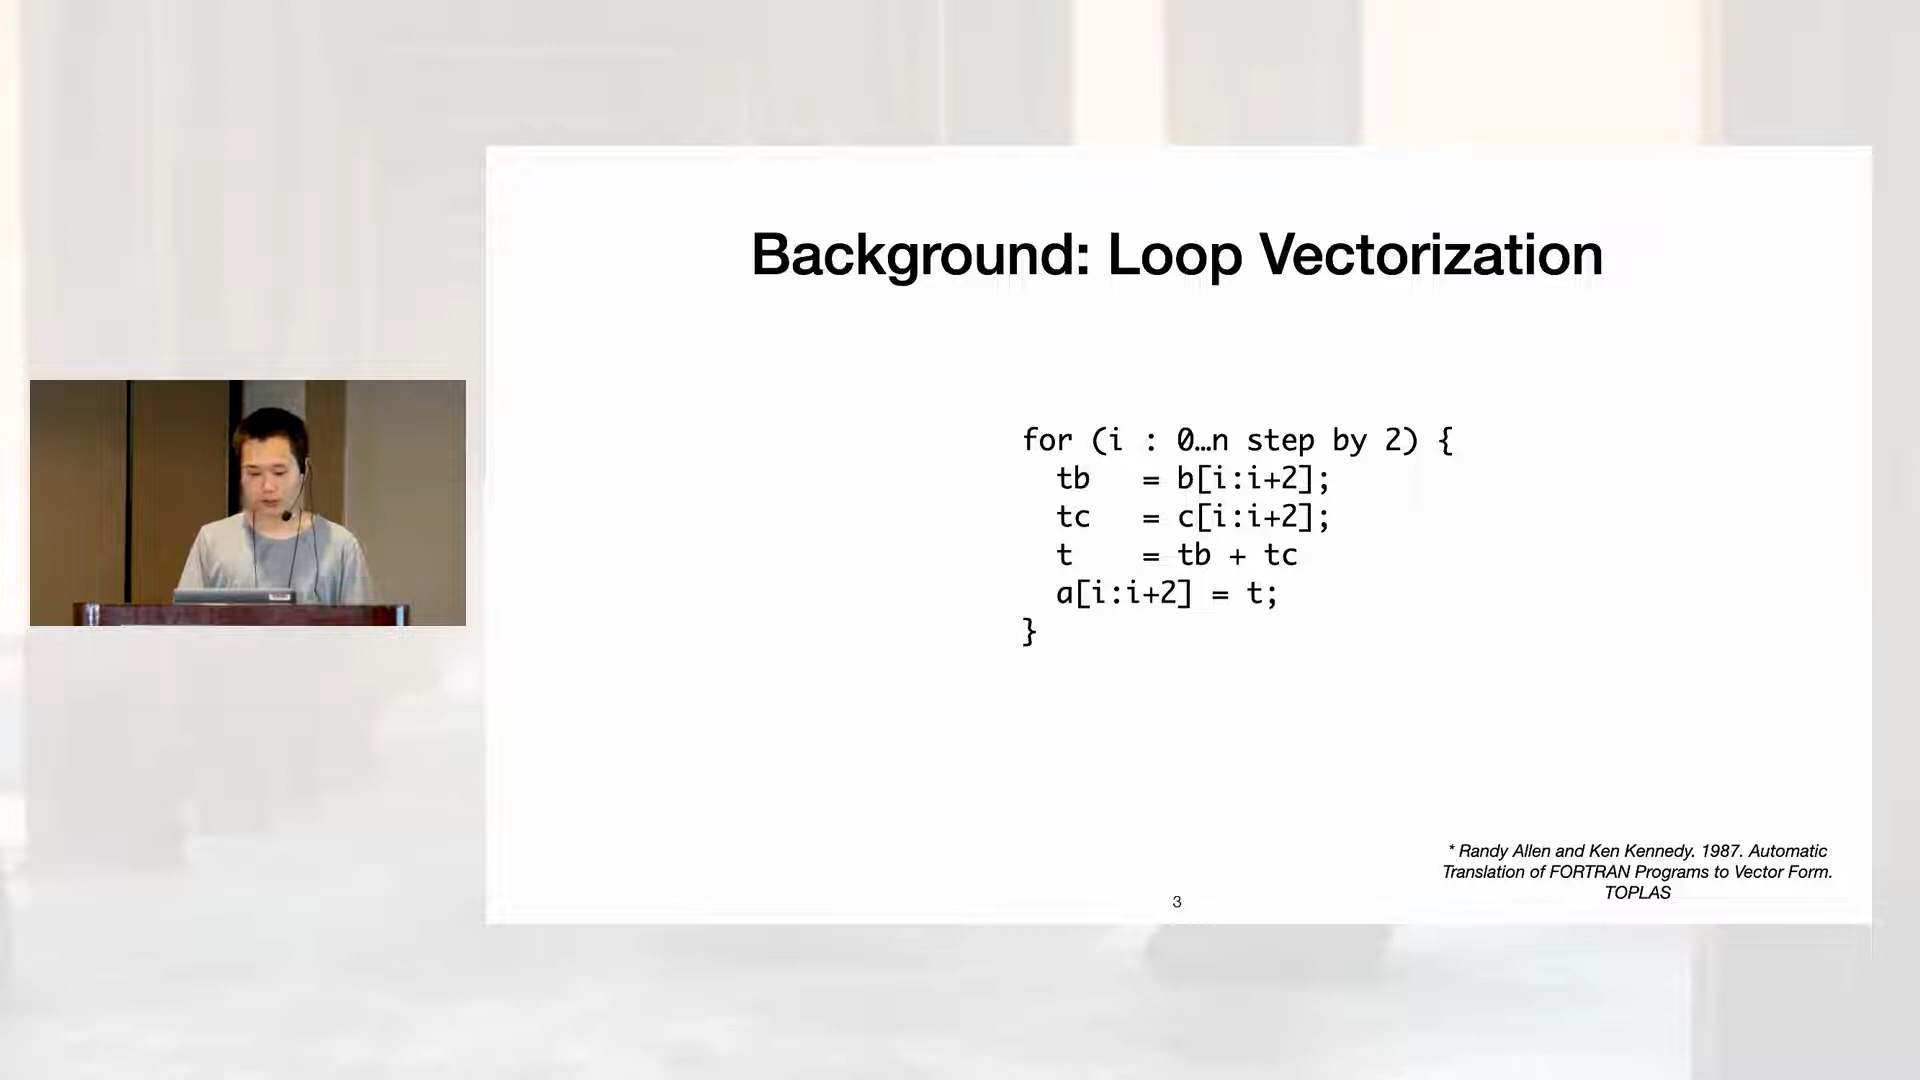 Background: Loop Vectorization
for (i : 0…n step by 2) {
  tb   = b[i:i+2];
  tc   = c[i:i+2];
  t    = tb + tc
  a[i:i+2] = t;
}
* Randy Allen and Ken Kennedy. 1987. Automatic
Translation of FORTRAN Programs to Vector Form.
TOPLAS
3